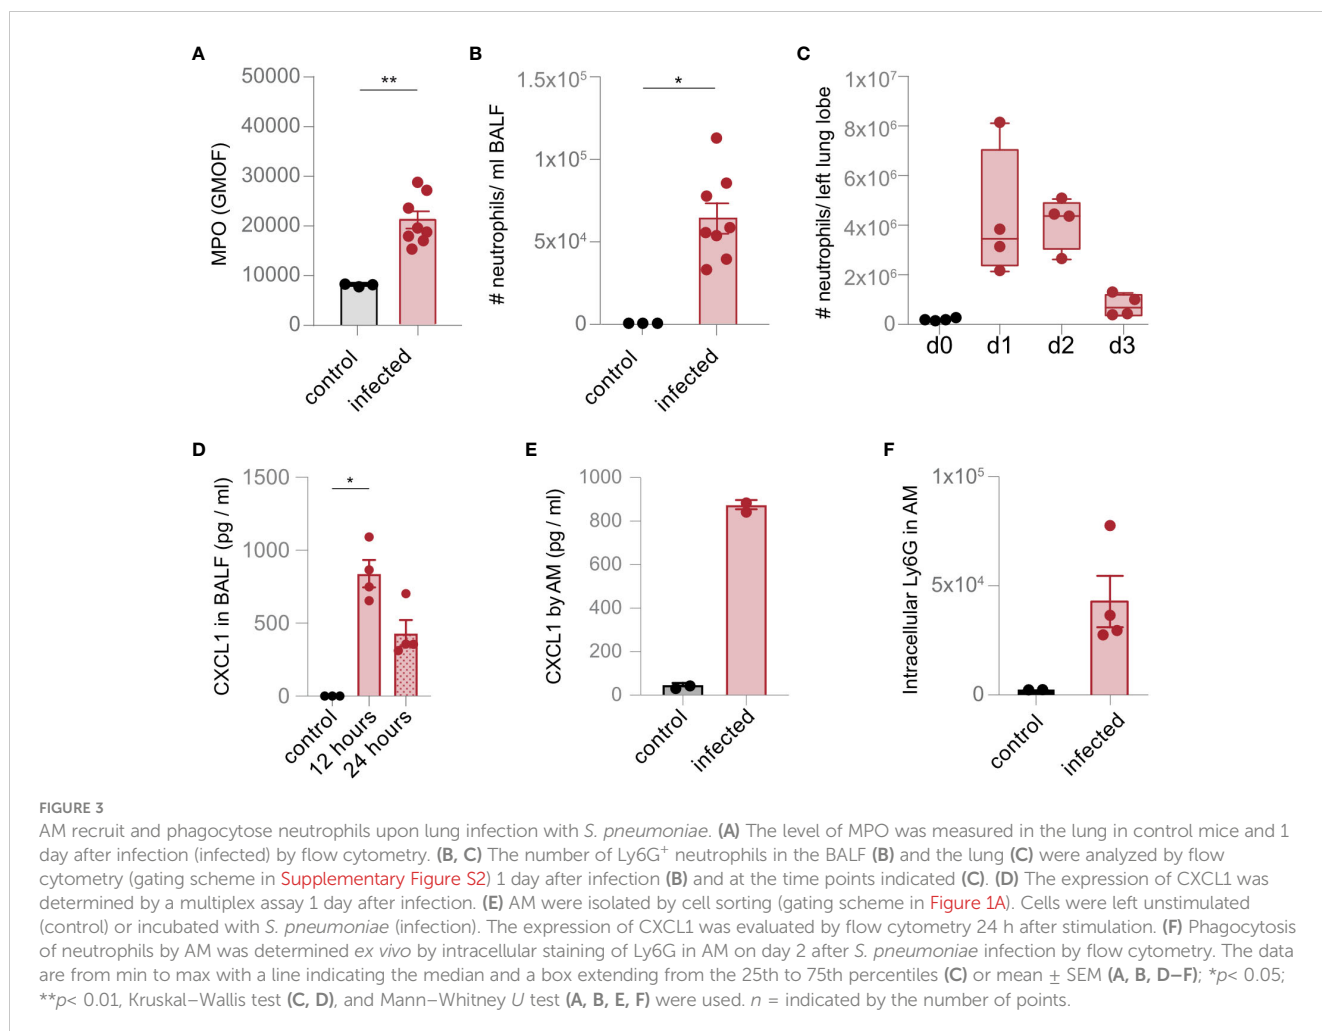 A
MPO (GMOF)
50000
40000
30000
20000
10000
0
**
control
infected
B
# neutrophils/ ml BALF
1.5x10⁵
1x10⁵
5x10⁴
0
*
control
infected
C
# neutrophils/ left lung lobe
1x10⁷
8x10⁶
6x10⁶
4x10⁶
2x10⁶
0
d0
d1
d2
d3
D
CXCL1 in BALF (pg / ml)
1500
1000
500
0
*
control
12 hours
24 hours
E
CXCL1 by AM (pg / ml)
1000
800
600
400
200
0
control
infected
F
Intracellular Ly6G in AM
1x10⁵
5x10⁴
0
control
infected
FIGURE 3
AM recruit and phagocytose neutrophils upon lung infection with S. pneumoniae. (A) The level of MPO was measured in the lung in control mice and 1
day after infection (infected) by flow cytometry. (B, C) The number of Ly6G⁺ neutrophils in the BALF (B) and the lung (C) were analyzed by flow
cytometry (gating scheme in Supplementary Figure S2) 1 day after infection (B) and at the time points indicated (C). (D) The expression of CXCL1 was
determined by a multiplex assay 1 day after infection. (E) AM were isolated by cell sorting (gating scheme in Figure 1A). Cells were left unstimulated
(control) or incubated with S. pneumoniae (infection). The expression of CXCL1 was evaluated by flow cytometry 24 h after stimulation. (F) Phagocytosis
of neutrophils by AM was determined ex vivo by intracellular staining of Ly6G in AM on day 2 after S. pneumoniae infection by flow cytometry. The data
are from min to max with a line indicating the median and a box extending from the 25th to 75th percentiles (C) or mean ± SEM (A, B, D–F); *p< 0.05;
**p< 0.01, Kruskal–Wallis test (C, D), and Mann–Whitney U test (A, B, E, F) were used. n = indicated by the number of points.